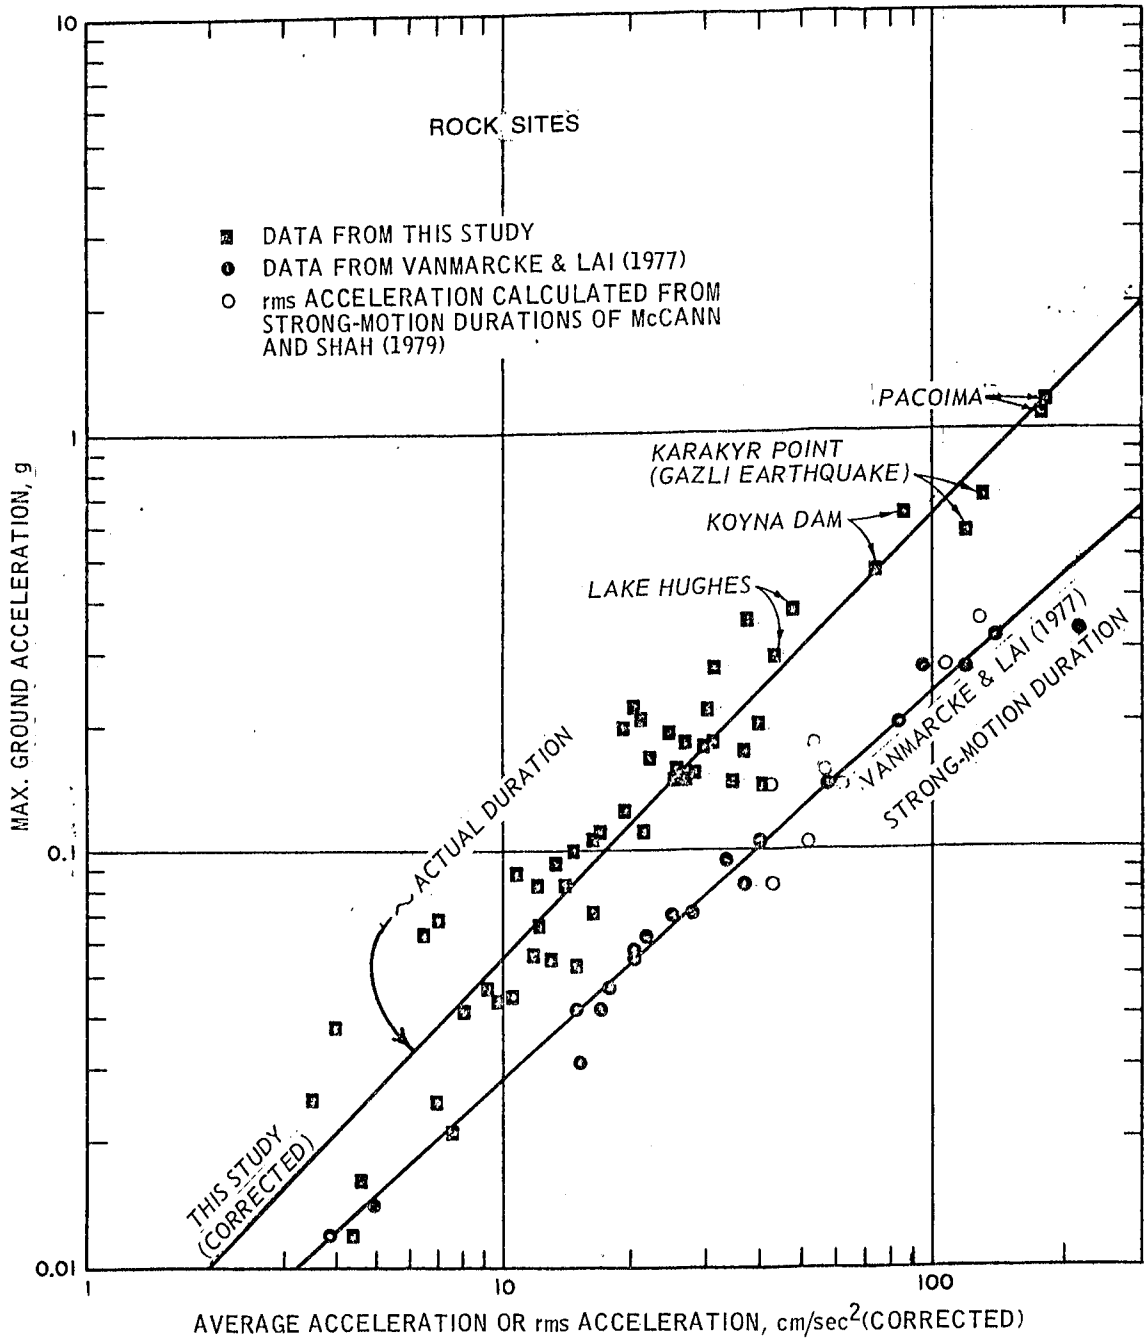 10
ROCK SITES
DATA FROM THIS STUDY
DATA FROM VANMARCKE & LAI (1977)
rms ACCELERATION CALCULATED FROM
STRONG-MOTION DURATIONS OF McCANN
AND SHAH (1979)
PACOIMA
1
KARAKYR POINT
(GAZLI EARTHQUAKE)
KOYNA DAM
LAKE HUGHES
MAX. GROUND ACCELERATION, g
VANMARCKE & LAI (1977)
STRONG-MOTION DURATION
ACTUAL DURATION
0.1
THIS STUDY
(CORRECTED)
0.01
1
10
100
AVERAGE ACCELERATION OR rms ACCELERATION, cm/sec² (CORRECTED)